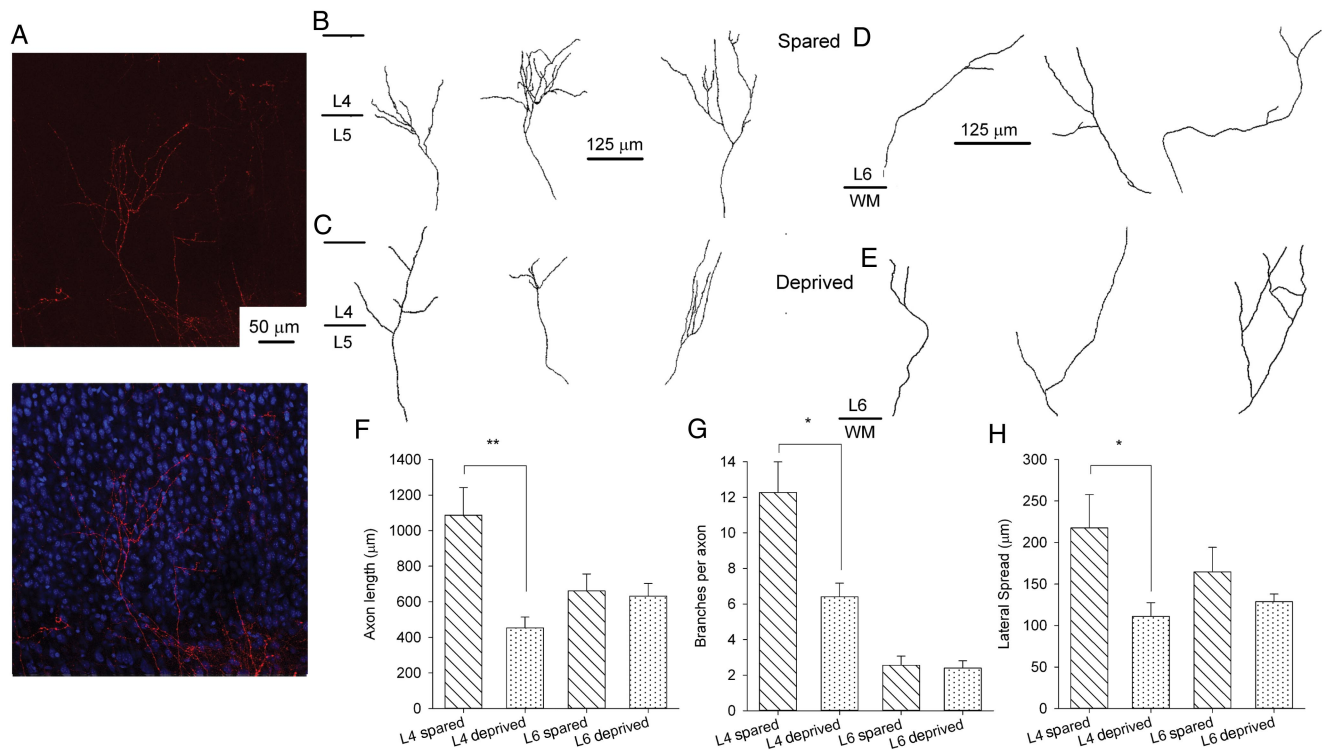 A
50 µm
B
L4
L5
125 µm
Spared
D
125 µm
L6
WM
C
L4
L5
Deprived
E
L6
WM
F
**
Axon length (µm)
1400
1200
1000
800
600
400
200
0
L4 spared
L4 deprived
L6 spared
L6 deprived
G
*
Branches per axon
14
12
10
8
6
4
2
0
L4 spared
L4 deprived
L6 spared
L6 deprived
H
*
Lateral Spread (µm)
300
250
200
150
100
50
0
L4 spared
L4 deprived
L6 spared
L6 deprived